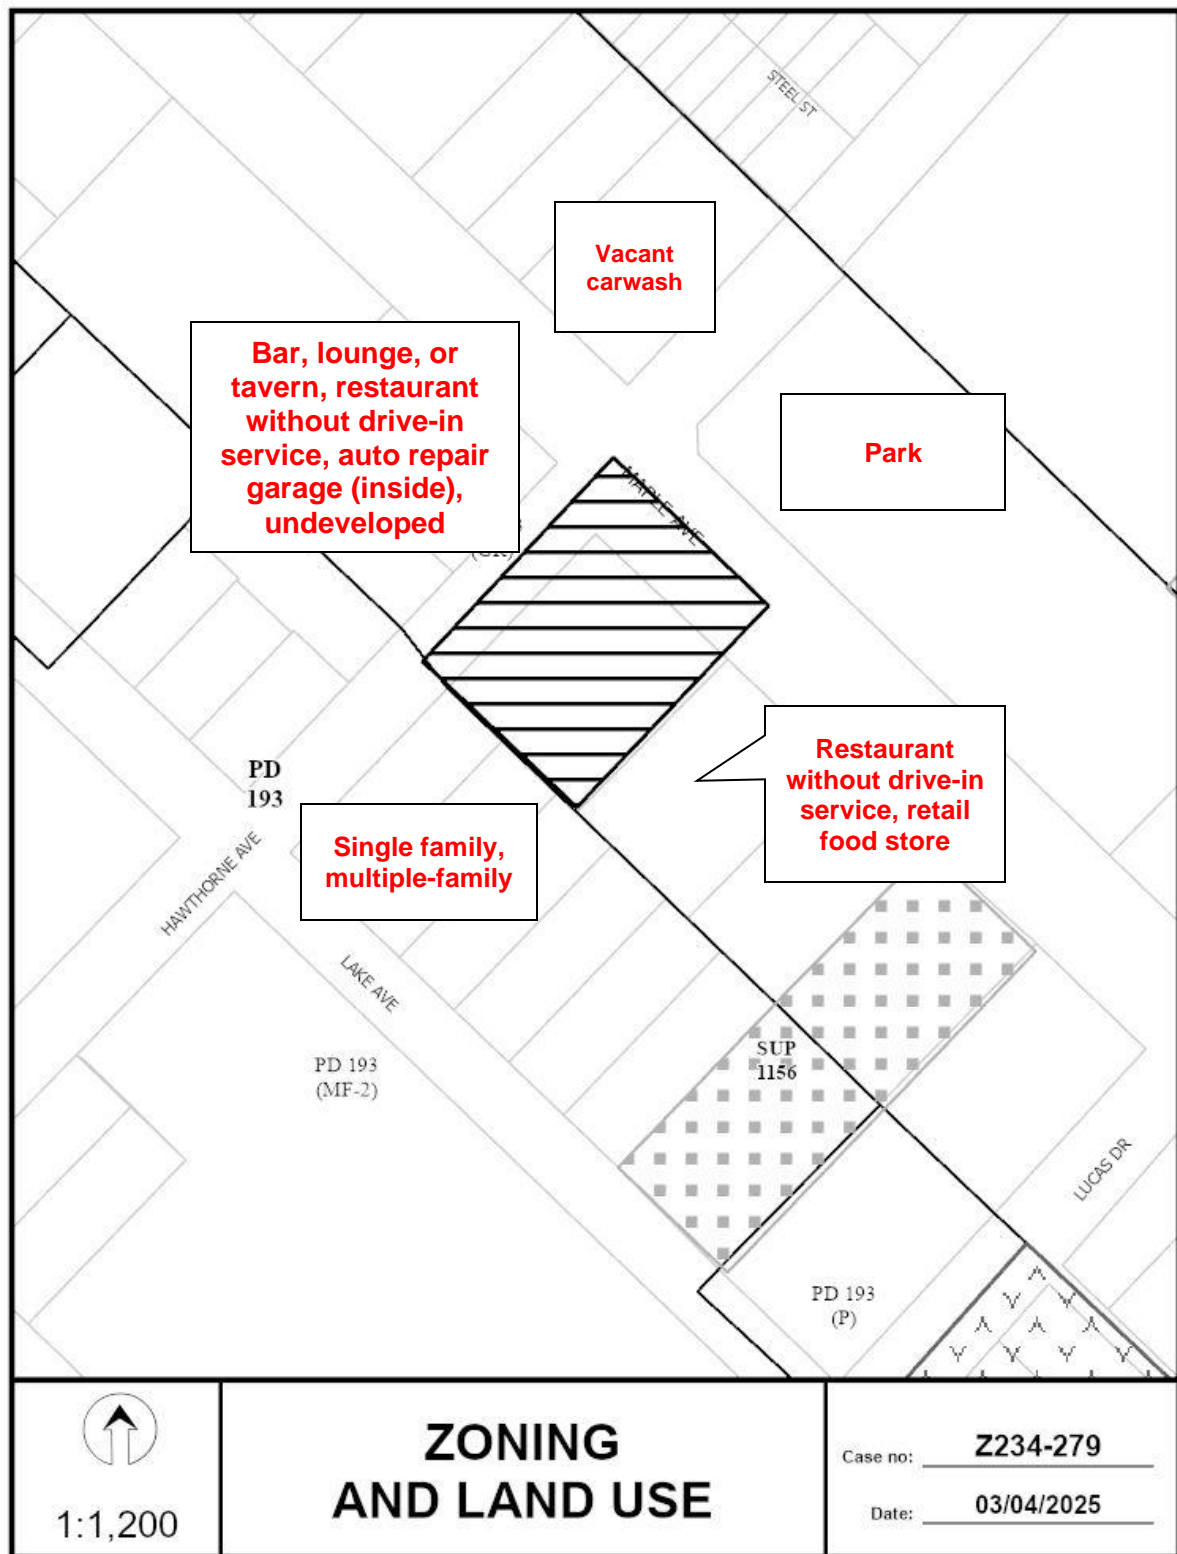 STEEL ST
Vacant
carwash
Bar, lounge, or
tavern, restaurant
without drive-in
service, auto repair
garage (inside),
undeveloped
Park
MAPLE AVE
Restaurant
without drive-in
service, retail
food store
PD
193
Single family,
multiple-family
HAWTHORNE AVE
LAKE AVE
PD 193
(MF-2)
SUP
1156
LUCAS DR
PD 193
(P)
1:1,200
ZONING
AND LAND USE
Case no: Z234-279
Date: 03/04/2025